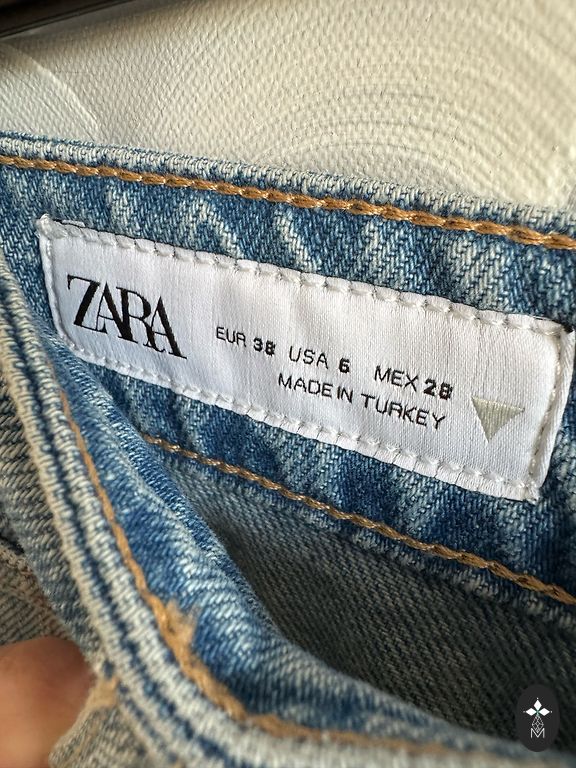 ZARA
EUR 38 USA 6 MEX 28
MADE IN TURKEY
M